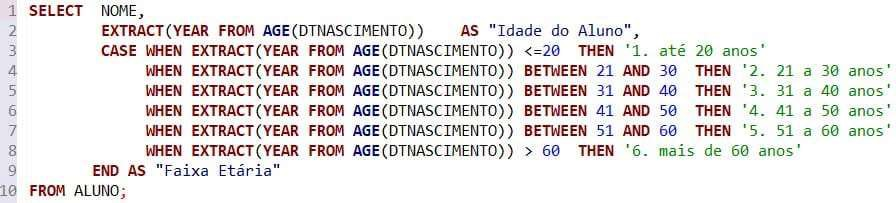 1 SELECT NOME,
2 EXTRACT(YEAR FROM AGE(DTNASCIMENTO)) AS "Idade do Aluno",
3 CASE WHEN EXTRACT(YEAR FROM AGE(DTNASCIMENTO)) <=20 THEN '1. até 20 anos'
4 WHEN EXTRACT(YEAR FROM AGE(DTNASCIMENTO)) BETWEEN 21 AND 30 THEN '2. 21 a 30 anos'
5 WHEN EXTRACT(YEAR FROM AGE(DTNASCIMENTO)) BETWEEN 31 AND 40 THEN '3. 31 a 40 anos'
6 WHEN EXTRACT(YEAR FROM AGE(DTNASCIMENTO)) BETWEEN 41 AND 50 THEN '4. 41 a 50 anos'
7 WHEN EXTRACT(YEAR FROM AGE(DTNASCIMENTO)) BETWEEN 51 AND 60 THEN '5. 51 a 60 anos'
8 WHEN EXTRACT(YEAR FROM AGE(DTNASCIMENTO)) > 60 THEN '6. mais de 60 anos'
9 END AS "Faixa Etária"
10 FROM ALUNO;